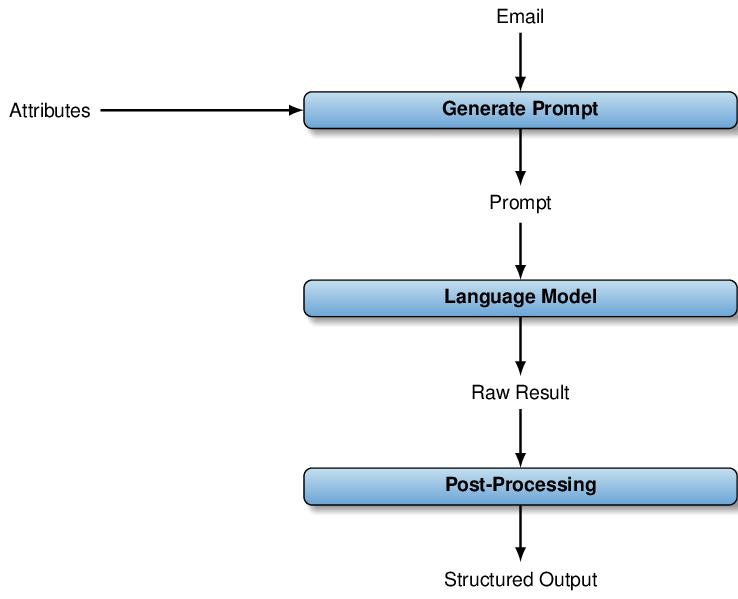 Email
Attributes
Generate Prompt
Prompt
Language Model
Raw Result
Post-Processing
Structured Output